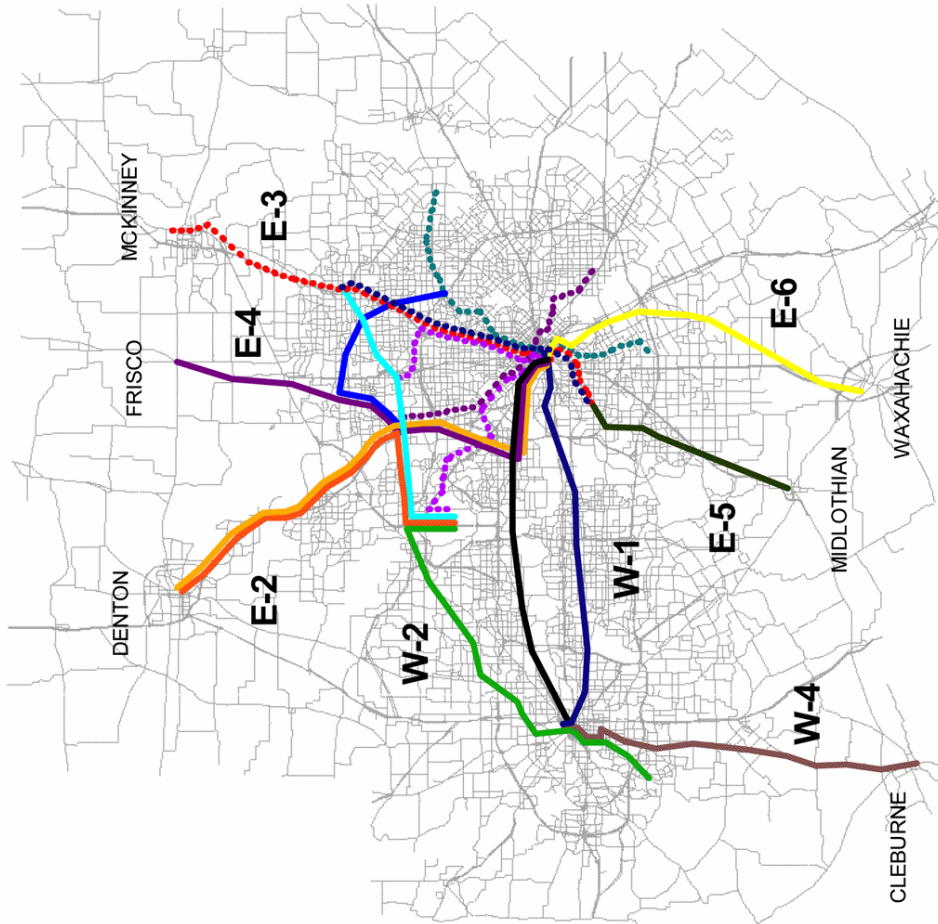 MCKINNEY
E-3
E-4
FRISCO
DENTON
E-2
W-2
W-1
E-5
E-6
WAXAHACHIE
MIDLOTHIAN
W-4
CLEBURNE